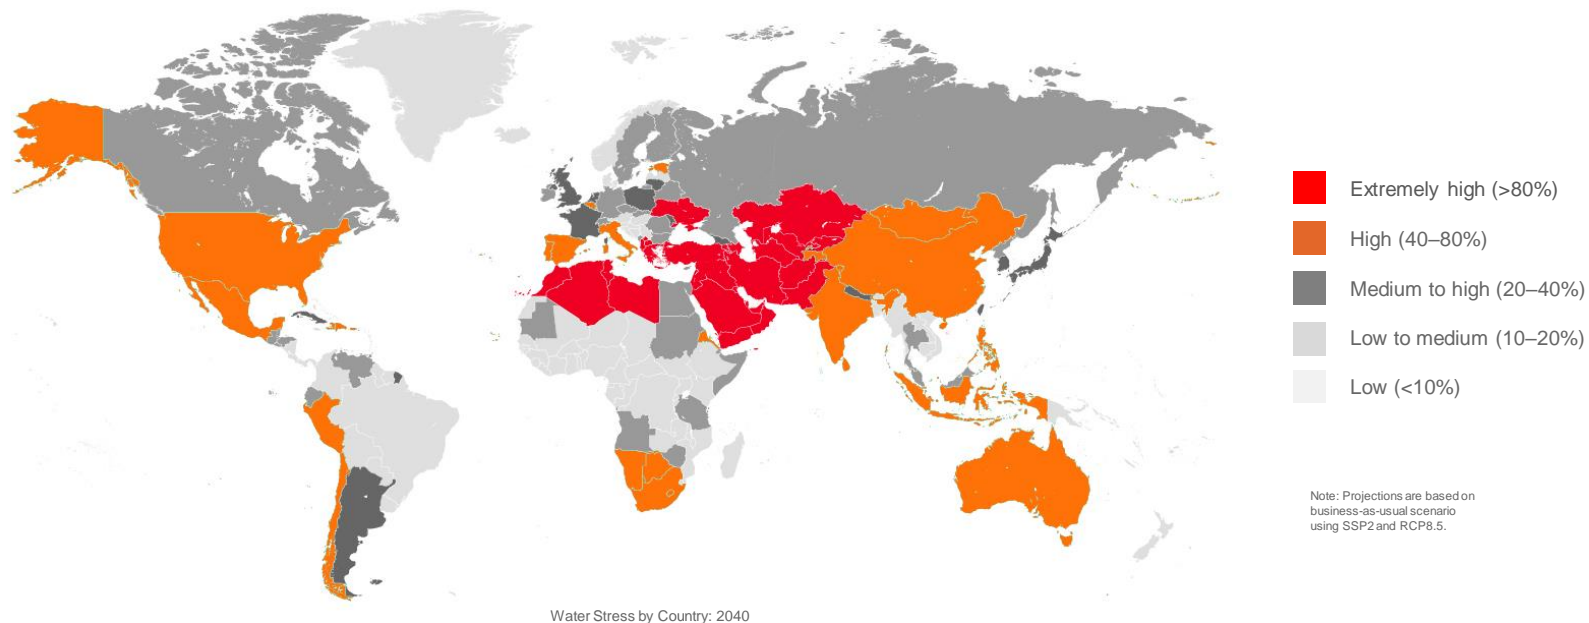 Extremely high (>80%)
High (40–80%)
Medium to high (20–40%)
Low to medium (10–20%)
Low (<10%)
Note: Projections are based on
business-as-usual scenario
using SSP2 and RCP8.5.
Water Stress by Country: 2040